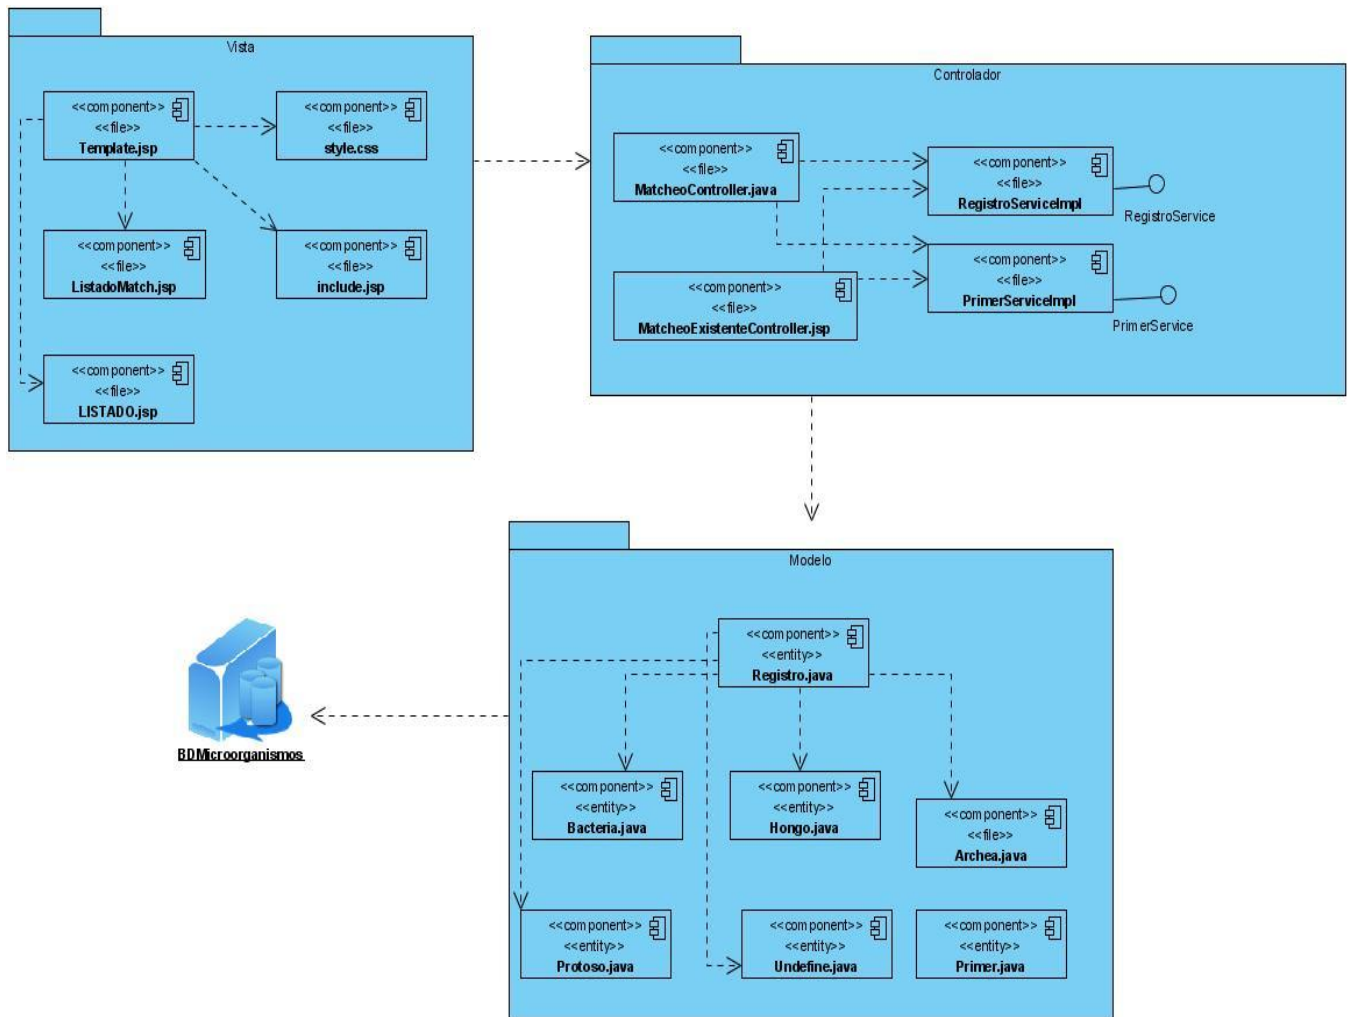 Vista
<<component>>
<<file>>
Template.jsp
<<component>>
<<file>>
style.css
<<component>>
<<file>>
ListadoMatch.jsp
<<component>>
<<file>>
include.jsp
<<component>>
<<file>>
LISTADO.jsp
Controlador
<<component>>
<<file>>
MatcheoController.java
<<component>>
<<file>>
RegistroServiceImpl
RegistroService
<<component>>
<<file>>
MatcheoExistenteController.jsp
<<component>>
<<file>>
PrimerServiceImpl
PrimerService
Modelo
<<component>>
<<entity>>
Registro.java
<<component>>
<<entity>>
Bacteria.java
<<component>>
<<entity>>
Hongo.java
<<component>>
<<file>>
Archea.java
<<component>>
<<entity>>
Protoso.java
<<component>>
<<entity>>
Undefine.java
<<component>>
<<entity>>
Primer.java
BDMicroorganismos